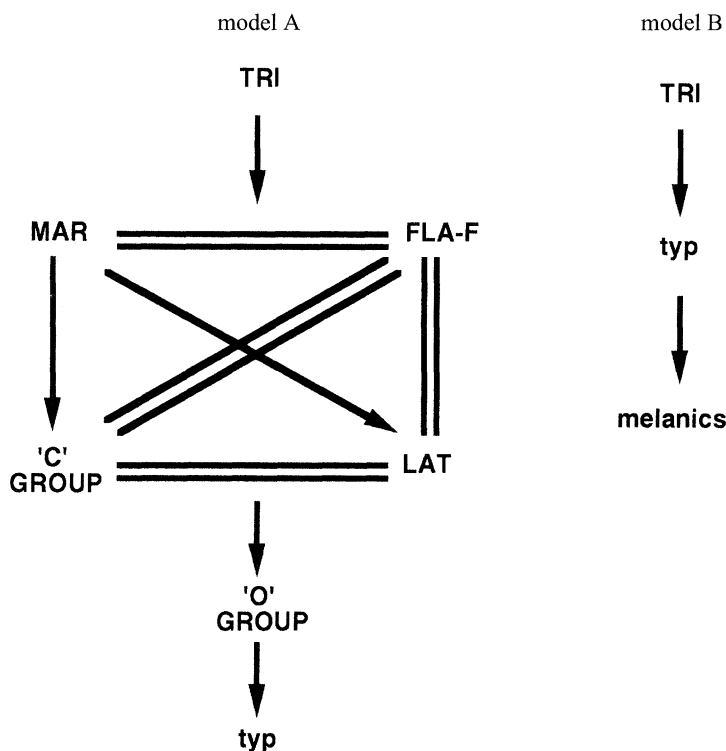 model A
model B
TRI
TRI
MAR
FLA-F
typ
melanics
'C'
GROUP
LAT
'O'
GROUP
typ